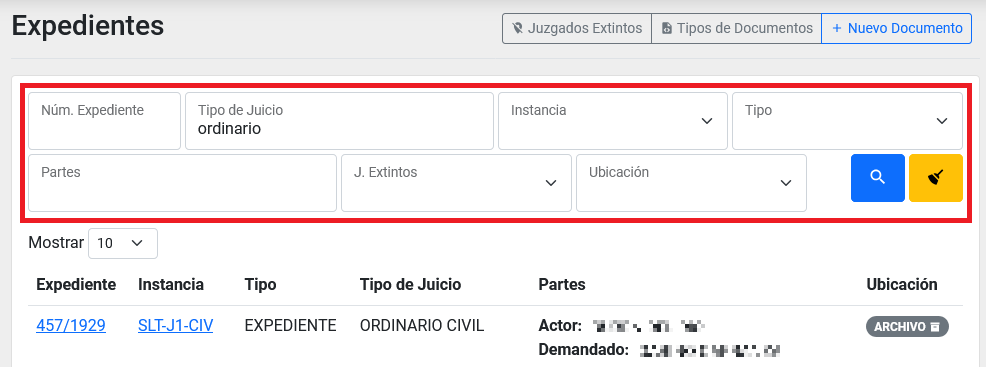 Expedientes
Juzgados Extintos
Tipos de Documentos
+ Nuevo Documento
Núm. Expediente
Tipo de Juicio
ordinario
Instancia
Tipo
Partes
J. Extintos
Ubicación
Mostrar 10
Expediente Instancia Tipo Tipo de Juicio Partes Ubicación
457/1929 SLT-J1-CIV EXPEDIENTE ORDINARIO CIVIL Actor: ARCHIVO
Demandado: